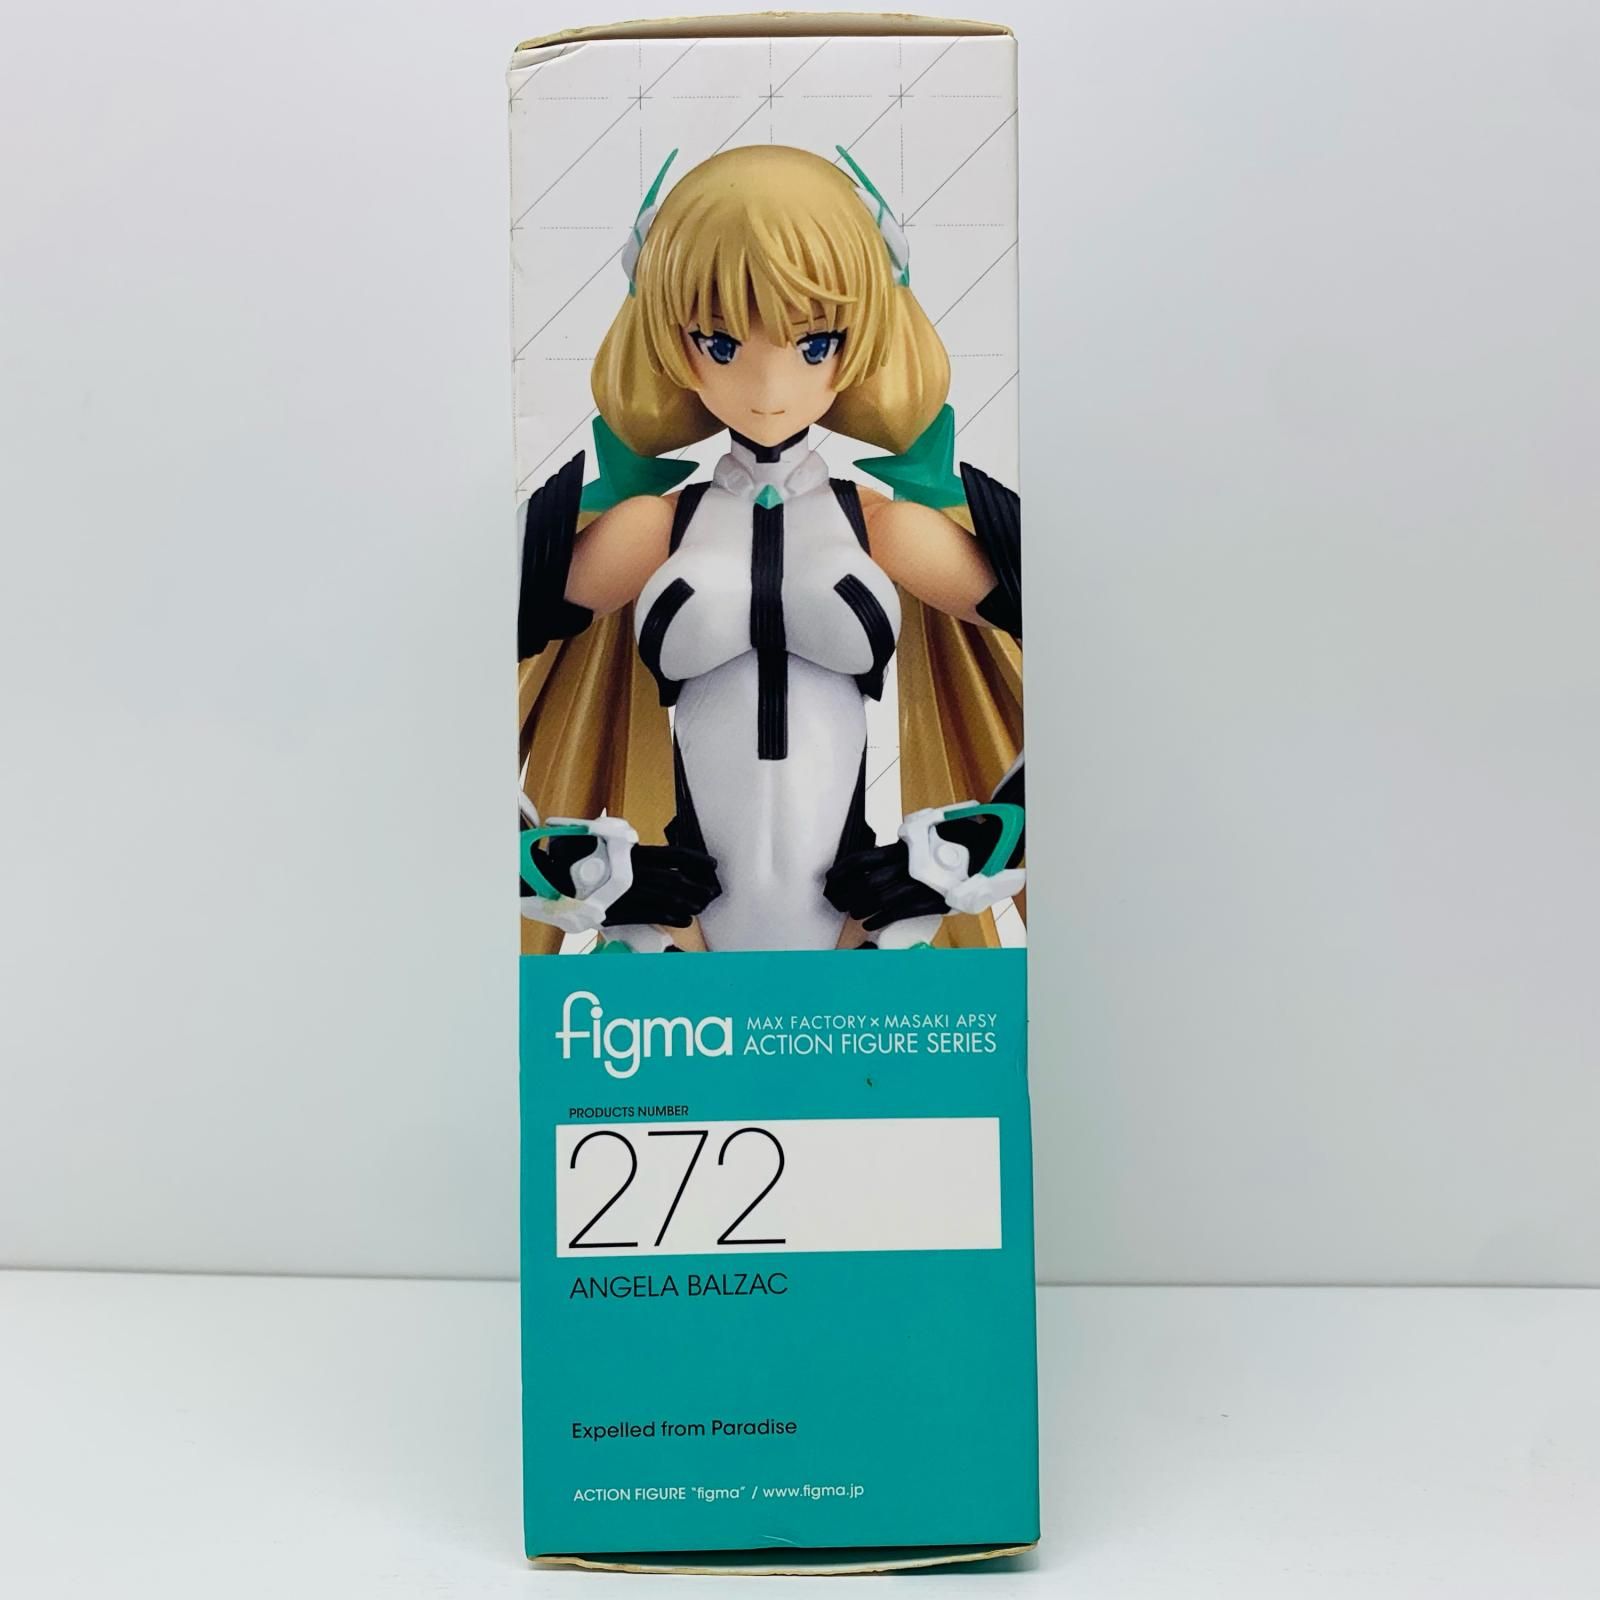 figma
MAX FACTORY × MASAKI APSY
ACTION FIGURE SERIES
PRODUCTS NUMBER
272
ANGELA BALZAC
Expelled from Paradise
ACTION FIGURE "figma" / www.figma.jp